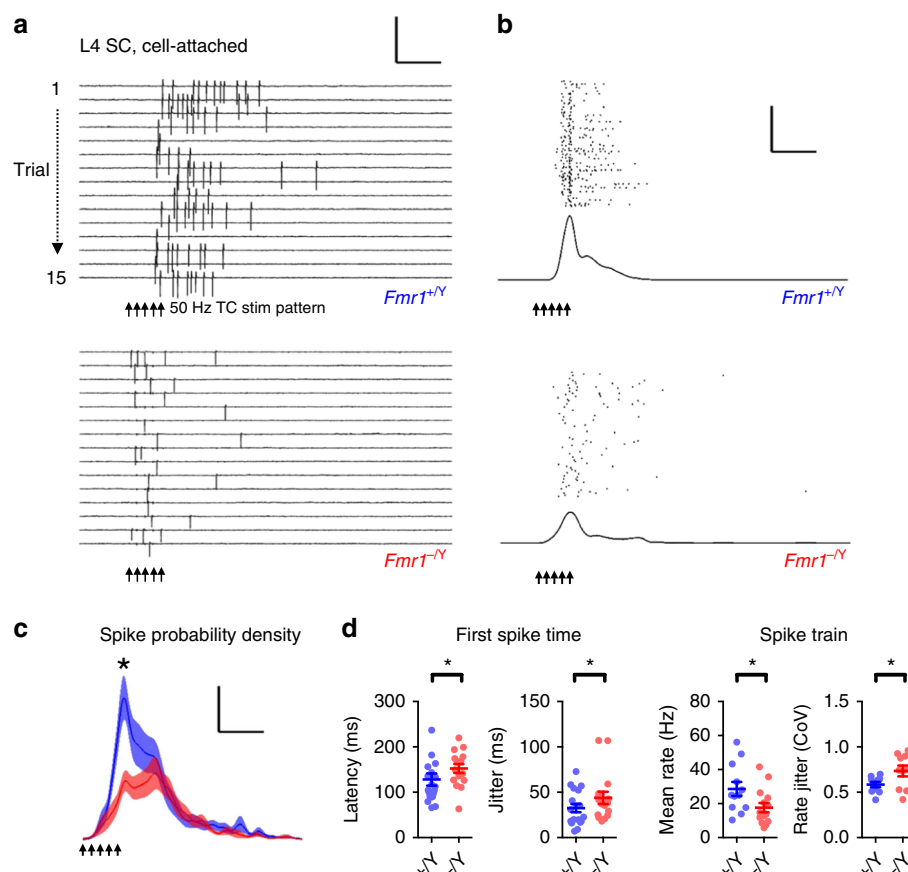 a
L4 SC, cell-attached
1
Trial
15
50 Hz TC stim pattern
Fmr1+/Y
Fmr1–/Y
b
Fmr1+/Y
Fmr1–/Y
c
Spike probability density
*
d
First spike time
Spike train
*
*
*
*
Latency (ms)
300
200
100
0
+/Y
–/Y
Jitter (ms)
150
100
50
0
+/Y
–/Y
Mean rate (Hz)
80
60
40
20
0
+/Y
–/Y
Rate jitter (CoV)
1.5
1.0
0.5
0.0
+/Y
–/Y